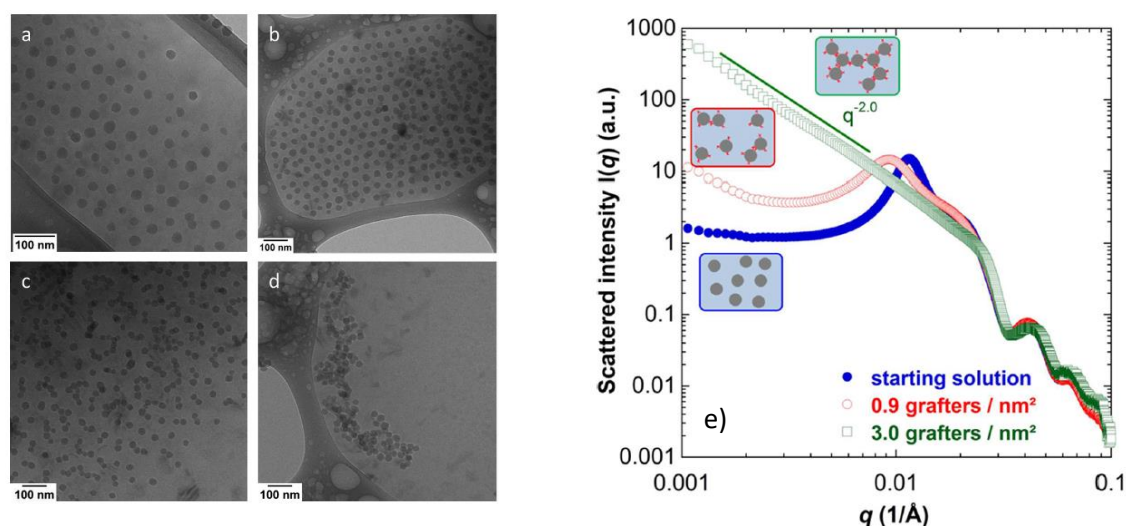 a
100 nm
b
100 nm
c
100 nm
d
100 nm
Scattered intensity I(q) (a.u.)
1000
100
10
1
0.1
0.01
0.001
q⁻²·⁰
starting solution
0.9 grafters / nm²
3.0 grafters / nm²
e)
0.001
0.01
0.1
q (1/Å)